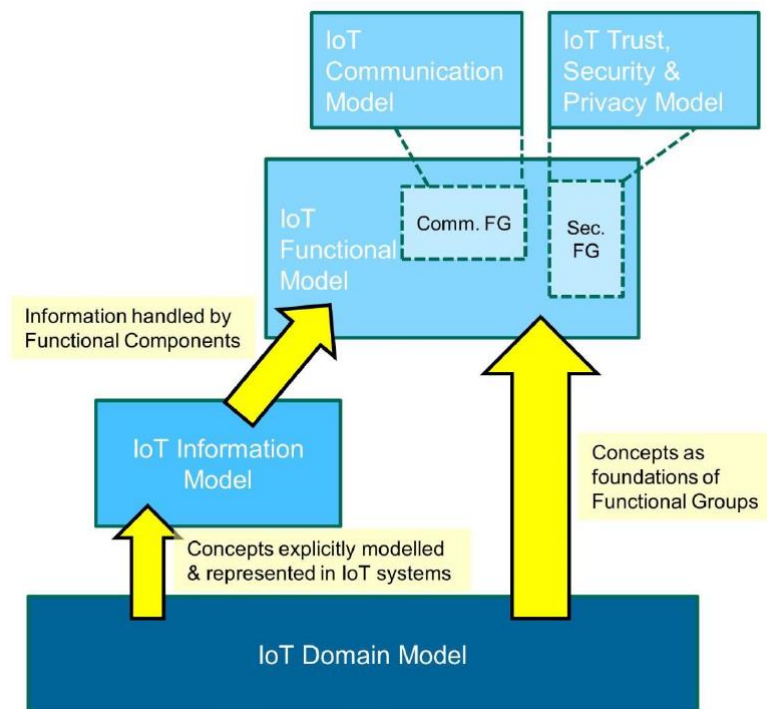 IoT
Communication
Model
IoT Trust,
Security &
Privacy Model
IoT
Functional
Model
Comm. FG
Sec.
FG
Information handled by
Functional Components
IoT Information
Model
Concepts as
foundations of
Functional Groups
Concepts explicitly modelled
& represented in IoT systems
IoT Domain Model